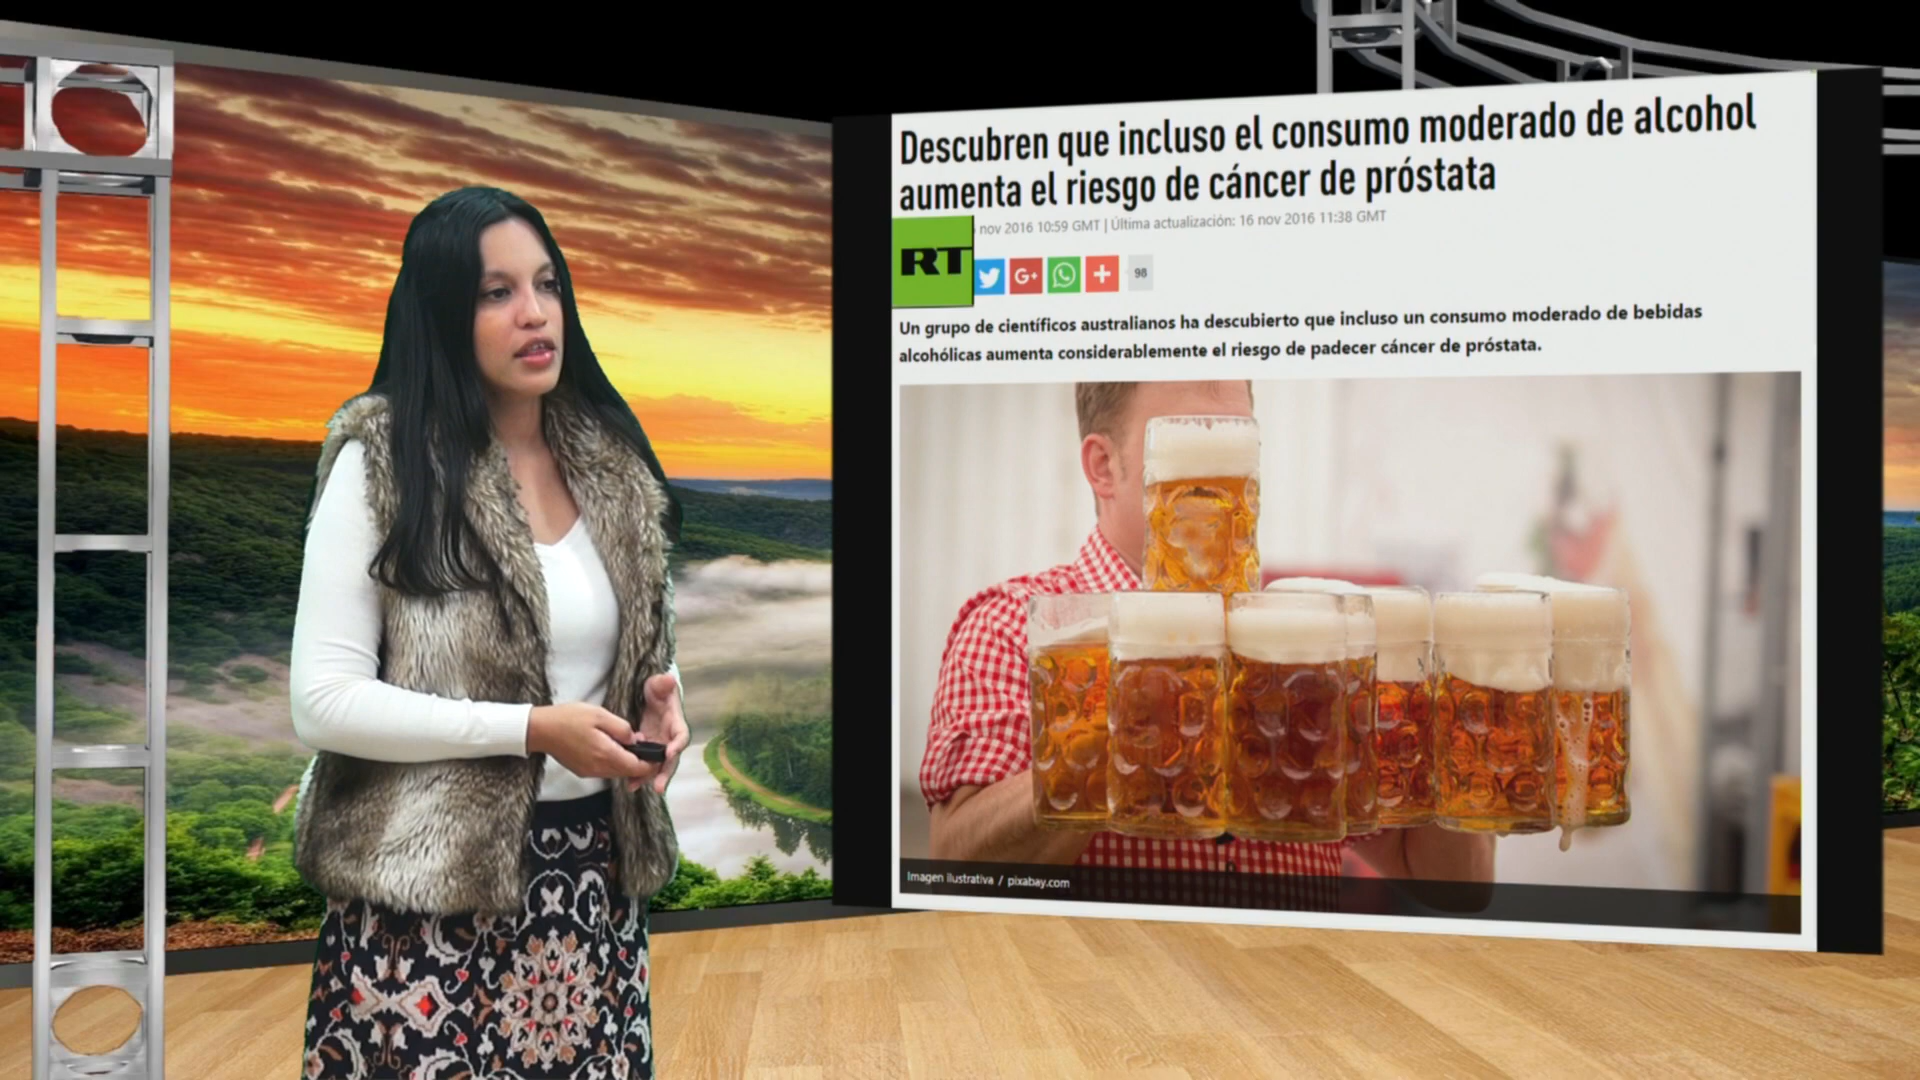 Descubren que incluso el consumo moderado de alcohol
aumenta el riesgo de cáncer de próstata
nov 2016 10:59 GMT | Última actualización: 16 nov 2016 11:38 GMT
RT
G+
98
Un grupo de científicos australianos ha descubierto que incluso un consumo moderado de bebidas
alcohólicas aumenta considerablemente el riesgo de padecer cáncer de próstata.
Imagen ilustrativa / pixabay.com